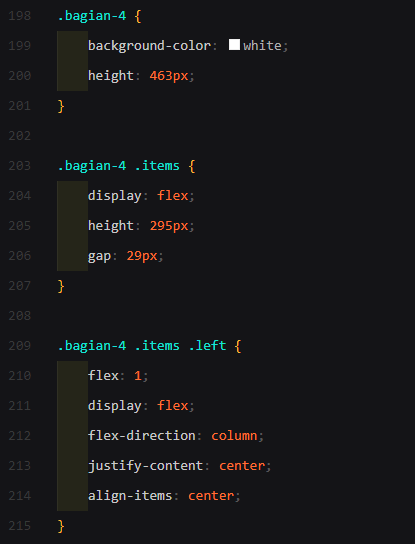 198 .bagian-4 {
199 background-color: white;
200 height: 463px;
201 }
202
203 .bagian-4 .items {
204 display: flex;
205 height: 295px;
206 gap: 29px;
207 }
208
209 .bagian-4 .items .left {
210 flex: 1;
211 display: flex;
212 flex-direction: column;
213 justify-content: center;
214 align-items: center;
215 }